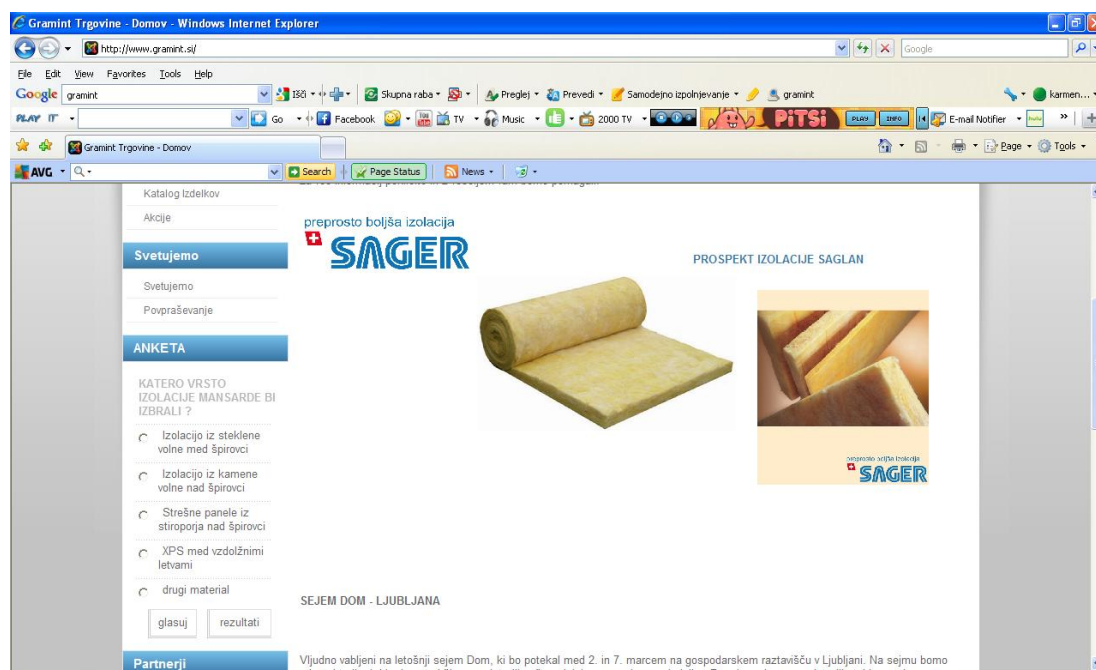 Gramint Trgovine - Domov - Windows Internet Explorer
http://www.gramint.si/
Google
File Edit View Favorites Tools Help
Google gramint Išči Skupna raba Preglej Prevedi Samodejno izpolnjevanje gramint karmen...
PLAY IT Go Facebook TV Music 2000 TV PiTSi PLAY INFO E-mail Notifier
Gramint Trgovine - Domov Page Tools
AVG Search Page Status News
Katalog Izdelkov
Akcije
Svetujemo
Svetujemo
Povpraševanje
ANKETA
KATERO VRSTO
IZOLACIJE MANSARDE BI
IZBRALI ?
Izolacijo iz steklene
volne med špirovci
Izolacijo iz kamene
volne nad špirovci
Strešne panele iz
stiroporja nad špirovci
XPS med vzdolžnimi
letvami
drugi material
glasuj rezultati
Partnerji
preprosto boljša izolacija
SAGER
PROSPEKT IZOLACIJE SAGLAN
preprosto boljša izolacija
SAGER
SEJEM DOM - LJUBLJANA
Vljudno vabljeni na letošnji sejem Dom, ki bo potekal med 2. in 7. marcem na gospodarskem raztavišču v Ljubljani. Na sejmu bomo